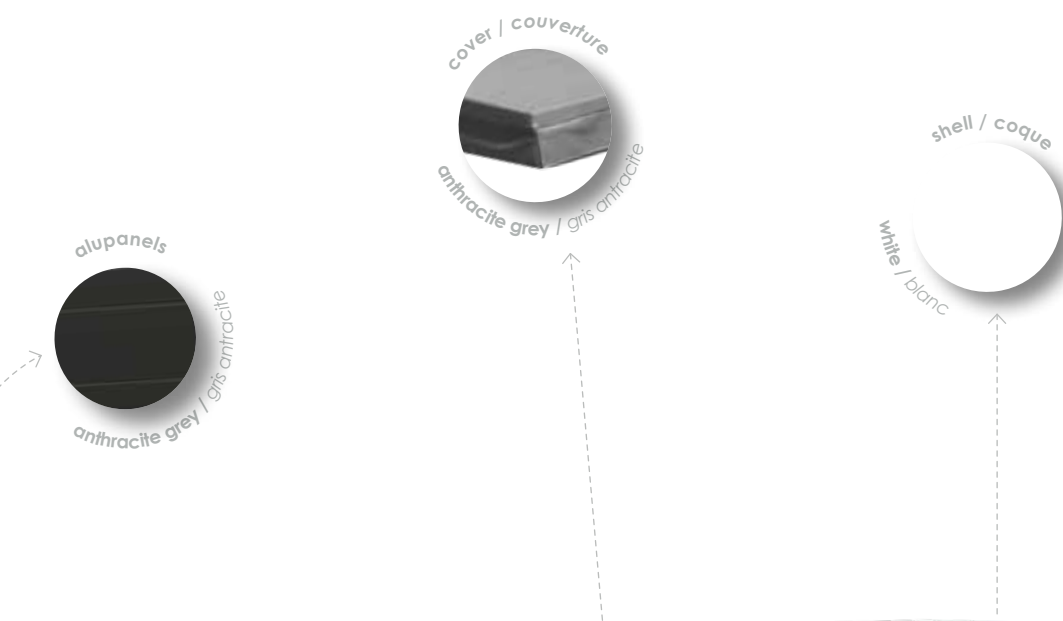 cover / couverture
anthracite grey / gris antracite
shell / coque
white / blanc
alupanels
anthracite grey / gris antracite